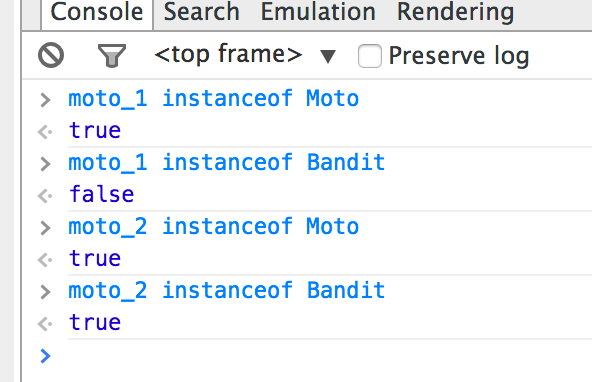 Console Search Emulation Rendering
<top frame> ▼ Preserve log
> moto_1 instanceof Moto
<· true
> moto_1 instanceof Bandit
<· false
> moto_2 instanceof Moto
<· true
> moto_2 instanceof Bandit
<· true
>